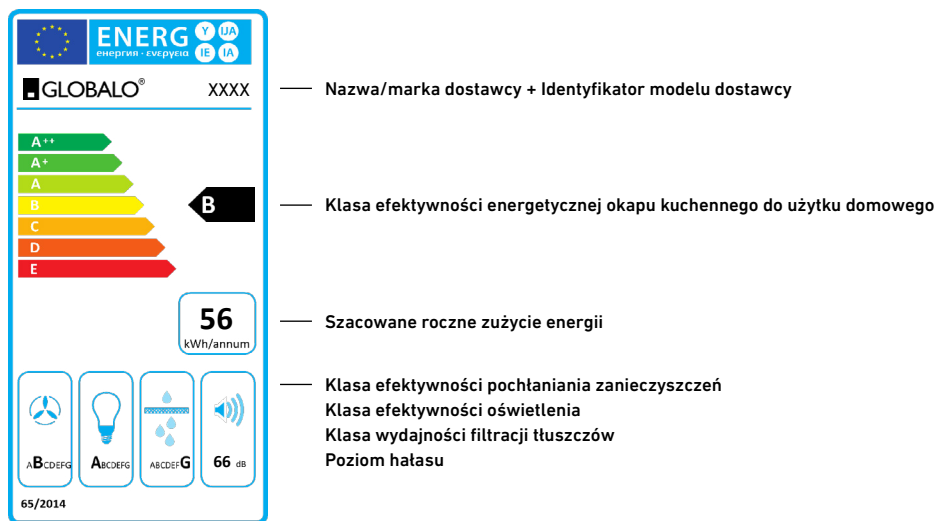 ENERG Y IJA
енергия · ενεργεια IE IA
GLOBALO® XXXX
Nazwa/marka dostawcy + Identyfikator modelu dostawcy
A++
A+
A
B
C
D
E
B
Klasa efektywności energetycznej okapu kuchennego do użytku domowego
56
kWh/annum
Szacowane roczne zużycie energii
Klasa efektywności pochłaniania zanieczyszczeń
Klasa efektywności oświetlenia
Klasa wydajności filtracji tłuszczów
Poziom hałasu
ABCDEFG
ABCDEFG
ABCDEFG
66 dB
65/2014